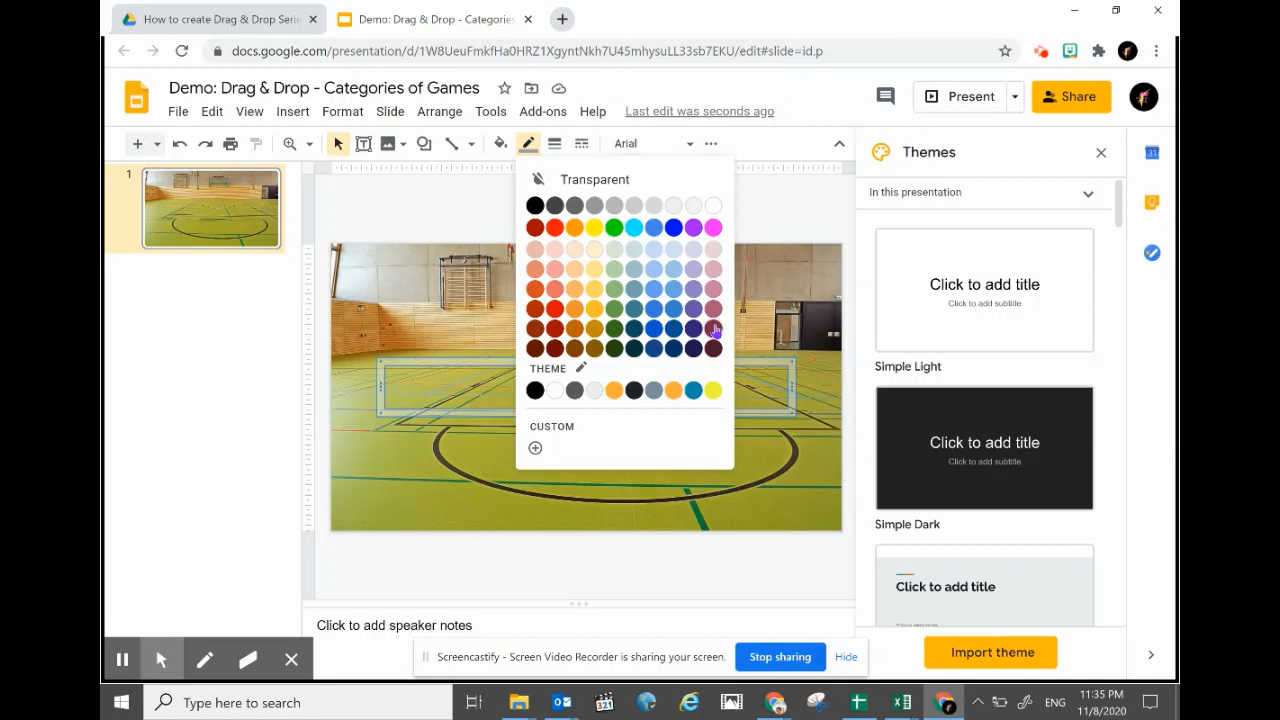 How to create Drag & Drop Serie
Demo: Drag & Drop - Categories
docs.google.com/presentation/d/1W8UeuFmkfHa0HRZ1XgyntNkh7U45mhysuLL33sb7EKU/edit#slide=id.p
Demo: Drag & Drop - Categories of Games
File Edit View Insert Format Arrange Slide Tools Add-ons Help Last edit was seconds ago
Present
Share
Arial
Themes
31
1
Transparent
In this presentation
Click to add title
Click to add subtitle
Simple Light
THEME
Click to add title
Click to add subtitle
CUSTOM
Simple Dark
Click to add title
Click to add speaker notes
Screencastify - Screen Video Recorder is sharing your screen.
Stop sharing
Hide
Import theme
Type here to search
321
ENG
11:35 PM
11/8/2020